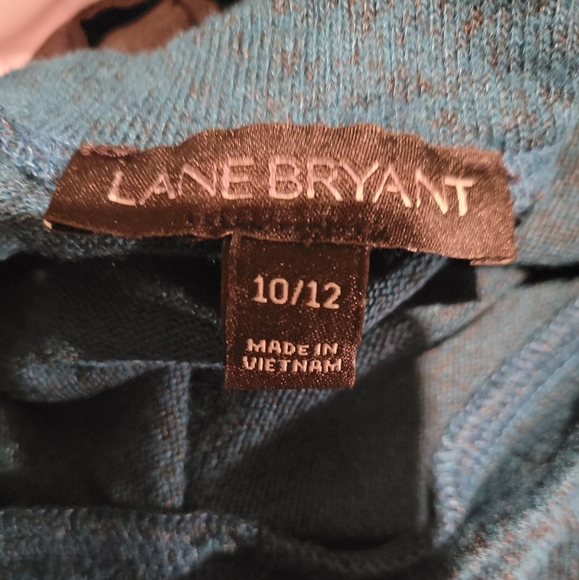 LANE BRYANT
10/12
MADE IN
VIETNAM